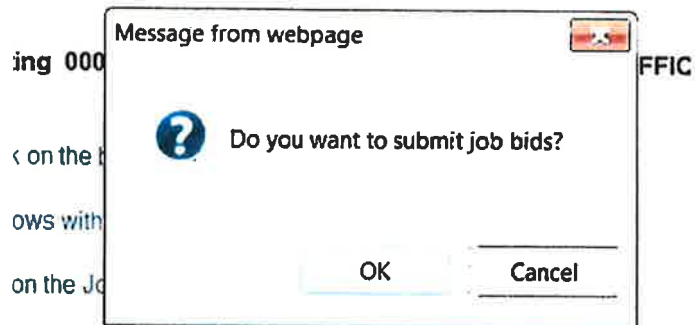 Message from webpage
ing 000 FFIC
Do you want to submit job bids?
on the
ows with
OK Cancel
on the